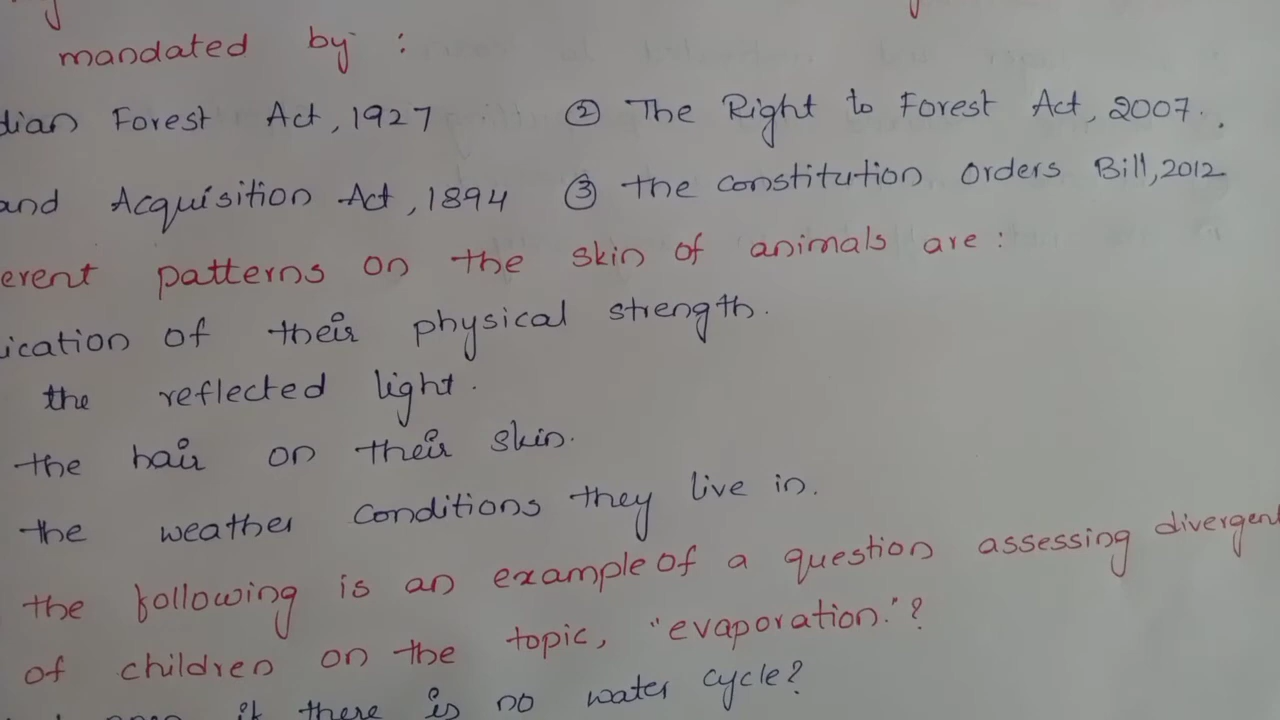 mandated by :
dian Forest Act, 1927 ② The Right to Forest Act, 2007.
and Acquisition Act, 1894 ③ the constitution orders Bill, 2012
erent patterns on the skin of animals are :
ication of their physical strength.
the reflected light.
the hair on their skin.
the weather conditions they live in.
the following is an example of a question assessing divergent
of children on the topic, "evaporation."?
if there is no water cycle?